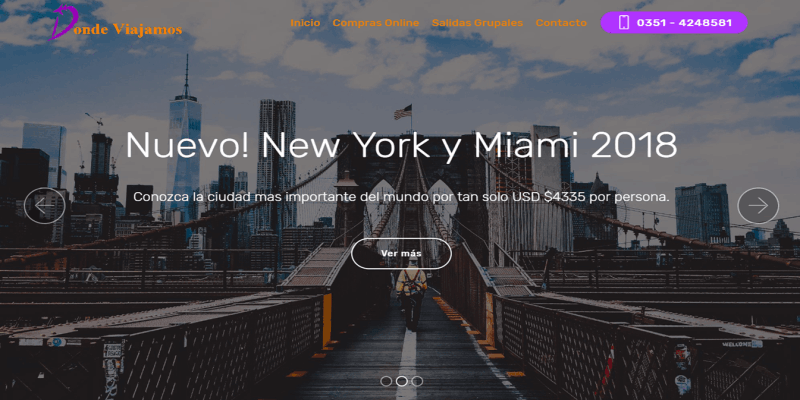 Donde Viajamos
Inicio
Compras Online
Salidas Grupales
Contacto
0351 - 4248581
Nuevo! New York y Miami 2018
Conozca la ciudad mas importante del mundo por tan solo USD $4335 por persona.
Ver más